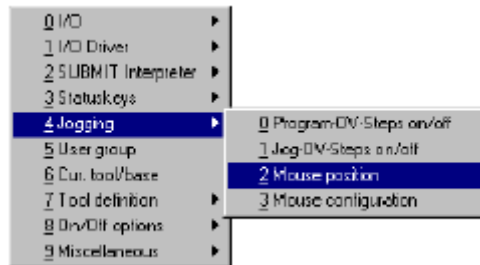 0 I/O
1 I/O Driver
2 SUBMIT Interpreter
3 Statuskeys
4 Jogging
5 User group
6 Cur. tool/base
7 Tool definition
8 On/Off options
9 Miscellaneous
0 Program-OV-Steps on/off
1 Jog-OV-Steps on/off
2 Mouse position
3 Mouse configuration